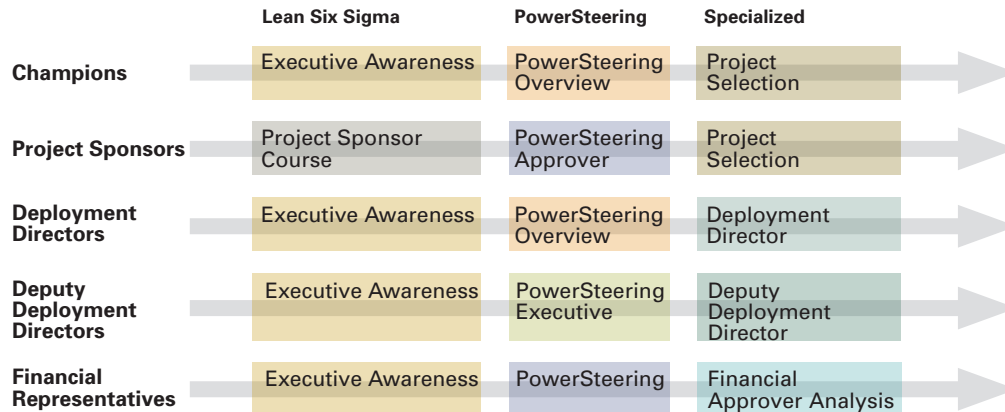 Lean Six Sigma PowerSteering Specialized
Champions Executive Awareness PowerSteering Overview Project Selection
Project Sponsors Project Sponsor Course PowerSteering Approver Project Selection
Deployment Directors Executive Awareness PowerSteering Overview Deployment Director
Deputy Deployment Directors Executive Awareness PowerSteering Executive Deputy Deployment Director
Financial Representatives Executive Awareness PowerSteering Financial Approver Analysis